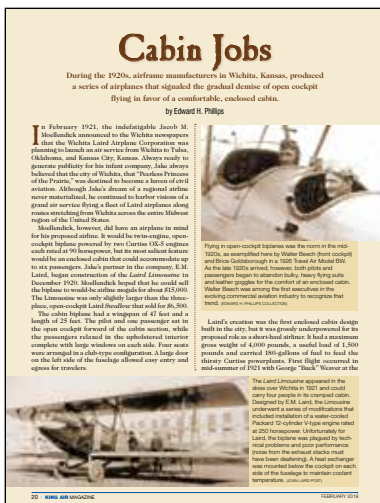 Cabin Jobs
During the 1920s, airframe manufacturers in Wichita, Kansas, produced
a series of airplanes that signaled the gradual demise of open cockpit
flying in favor of a comfortable, enclosed cabin.
by Edward H. Phillips
In February 1921, the indefatigable Jacob M.
Moellendick announced to the Wichita newspapers
that the Wichita Laird Airplane Corporation was
planning to launch an air service from Wichita to Tulsa,
Oklahoma, and Kansas City, Kansas. Always ready to
generate publicity for his infant company, Jake always
believed that the city of Wichita, that "Peerless Princess
of the Prairie," was destined to become a haven of civil
aviation. Although Jake's dream of a regional airline
never materialized, he continued to harbor visions of a
grand air service flying a fleet of Laird airplanes along
routes stretching from Wichita across the entire Midwest
region of the United States.
Moellendick, however, did have an airplane in mind
for his proposed airline. It would be twin-engine, open-
cockpit biplane powered by two Curtiss OX-5 engines
each rated at 90 horsepower, but its most salient feature
would be an enclosed cabin that could accommodate up
to six passengers. Jake's partner in the company, E.M.
Laird, began construction of the Laird Limousine in
December 1920. Moellendick hoped that he could sell
the biplane to would-be airline moguls for about $15,000.
The Limousine was only slightly larger than the three-
place, open-cockpit Laird Swallow that sold for $6,500.
The cabin biplane had a wingspan of 47 feet and a
length of 25 feet. The pilot and one passenger sat in
the open cockpit forward of the cabin section, while
the passengers relaxed in the upholstered interior
complete with large windows on each side. Four seats
were arranged in a club-type configuration. A large door
on the left side of the fuselage allowed easy entry and
egress for travelers.
Flying in open-cockpit biplanes was the norm in the mid-
1920s, as exemplified here by Walter Beech (front cockpit)
and Brice Goldsborough in a 1926 Travel Air Model BW.
As the late 1920s arrived, however, both pilots and
passengers began to abandon bulky, heavy flying suits
and leather goggles for the comfort of an enclosed cabin.
Walter Beech was among the first executives in the
evolving commercial aviation industry to recognize that
trend. (EDWARD H. PHILLIPS COLLECTION)
Laird's creation was the first enclosed cabin design
built in the city, but it was grossly underpowered for its
proposed role as a short-haul airliner. It had a maximum
gross weight of 4,000 pounds, a useful load of 1,500
pounds and carried 180-gallons of fuel to feed the
thirsty Curtiss powerplants. First flight occurred in
mid-summer of 1921 with George "Buck" Weaver at the
The Laird Limousine appeared in the
skies over Wichita in 1921 and could
carry four people in its cramped cabin.
Designed by E.M. Laird, the Limousine
underwent a series of modifications that
included installation of a water-cooled
Packard 12-cylinder V-type engine rated
at 250 horsepower. Unfortunately for
Laird, the biplane was plagued by tech-
nical problems and poor performance
(noise from the exhaust stacks must
have been deafening). A heat exchanger
was mounted below the cockpit on each
side of the fuselage to maintain coolant
temperature. (JOAN LAIRD POST)
20 • KING AIR MAGAZINE
FEBRUARY 2018